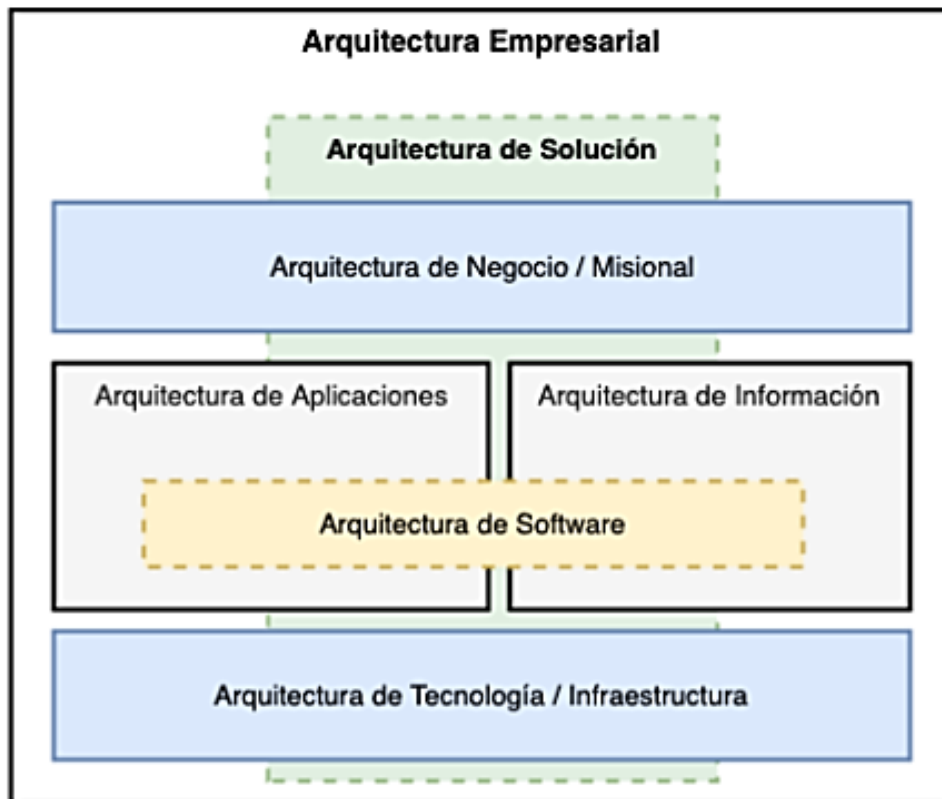 Arquitectura Empresarial
Arquitectura de Solución
Arquitectura de Negocio / Misional
Arquitectura de Aplicaciones
Arquitectura de Información
Arquitectura de Software
Arquitectura de Tecnología / Infraestructura